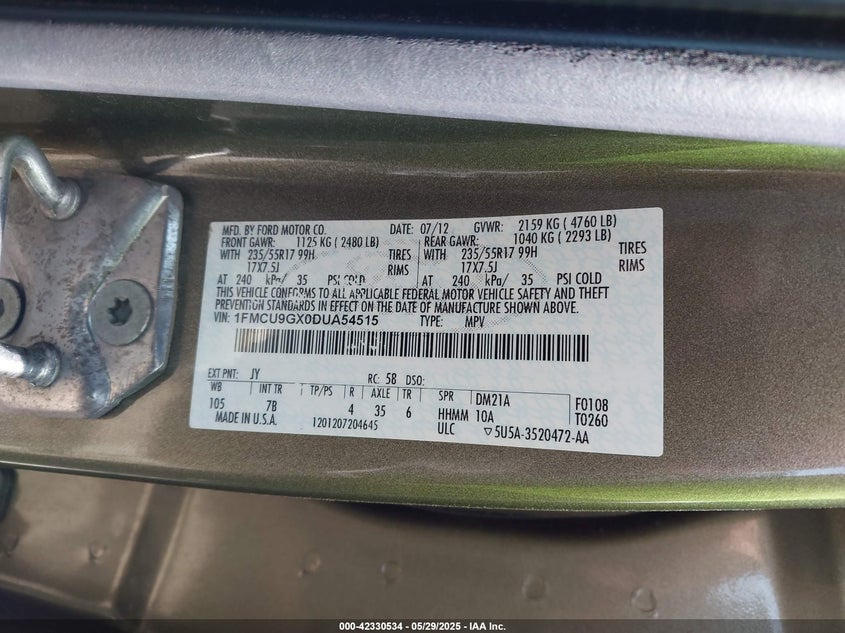 MFD. BY FORD MOTOR CO. DATE: 07/12 GVWR: 2159 KG ( 4760 LB)
FRONT GAWR: 1125 KG ( 2480 LB) REAR GAWR: 1040 KG ( 2293 LB)
WITH 235/55R17 99H TIRES WITH 235/55R17 99H TIRES
17X7.5J RIMS 17X7.5J RIMS
AT 240 kPa/ 35 PSI COLD AT 240 kPa/ 35 PSI COLD
THIS VEHICLE CONFORMS TO ALL APPLICABLE FEDERAL MOTOR VEHICLE SAFETY AND THEFT
PREVENTION STANDARDS IN EFFECT ON THE DATE OF MANUFACTURE SHOWN ABOVE.
VIN: 1FMCU9GX0DUA54515 TYPE: MPV
EXT PNT: JY RC: 58 DSO:
WB INT TR TP/PS R AXLE TR SPR DM21A F0108
105 7B 4 35 6 HHMM 10A T0260
MADE IN U.S.A. 1201207204645 ULC ▽5U5A-3520472-AA
000-42330534 — 05/29/2025 — IAA Inc.